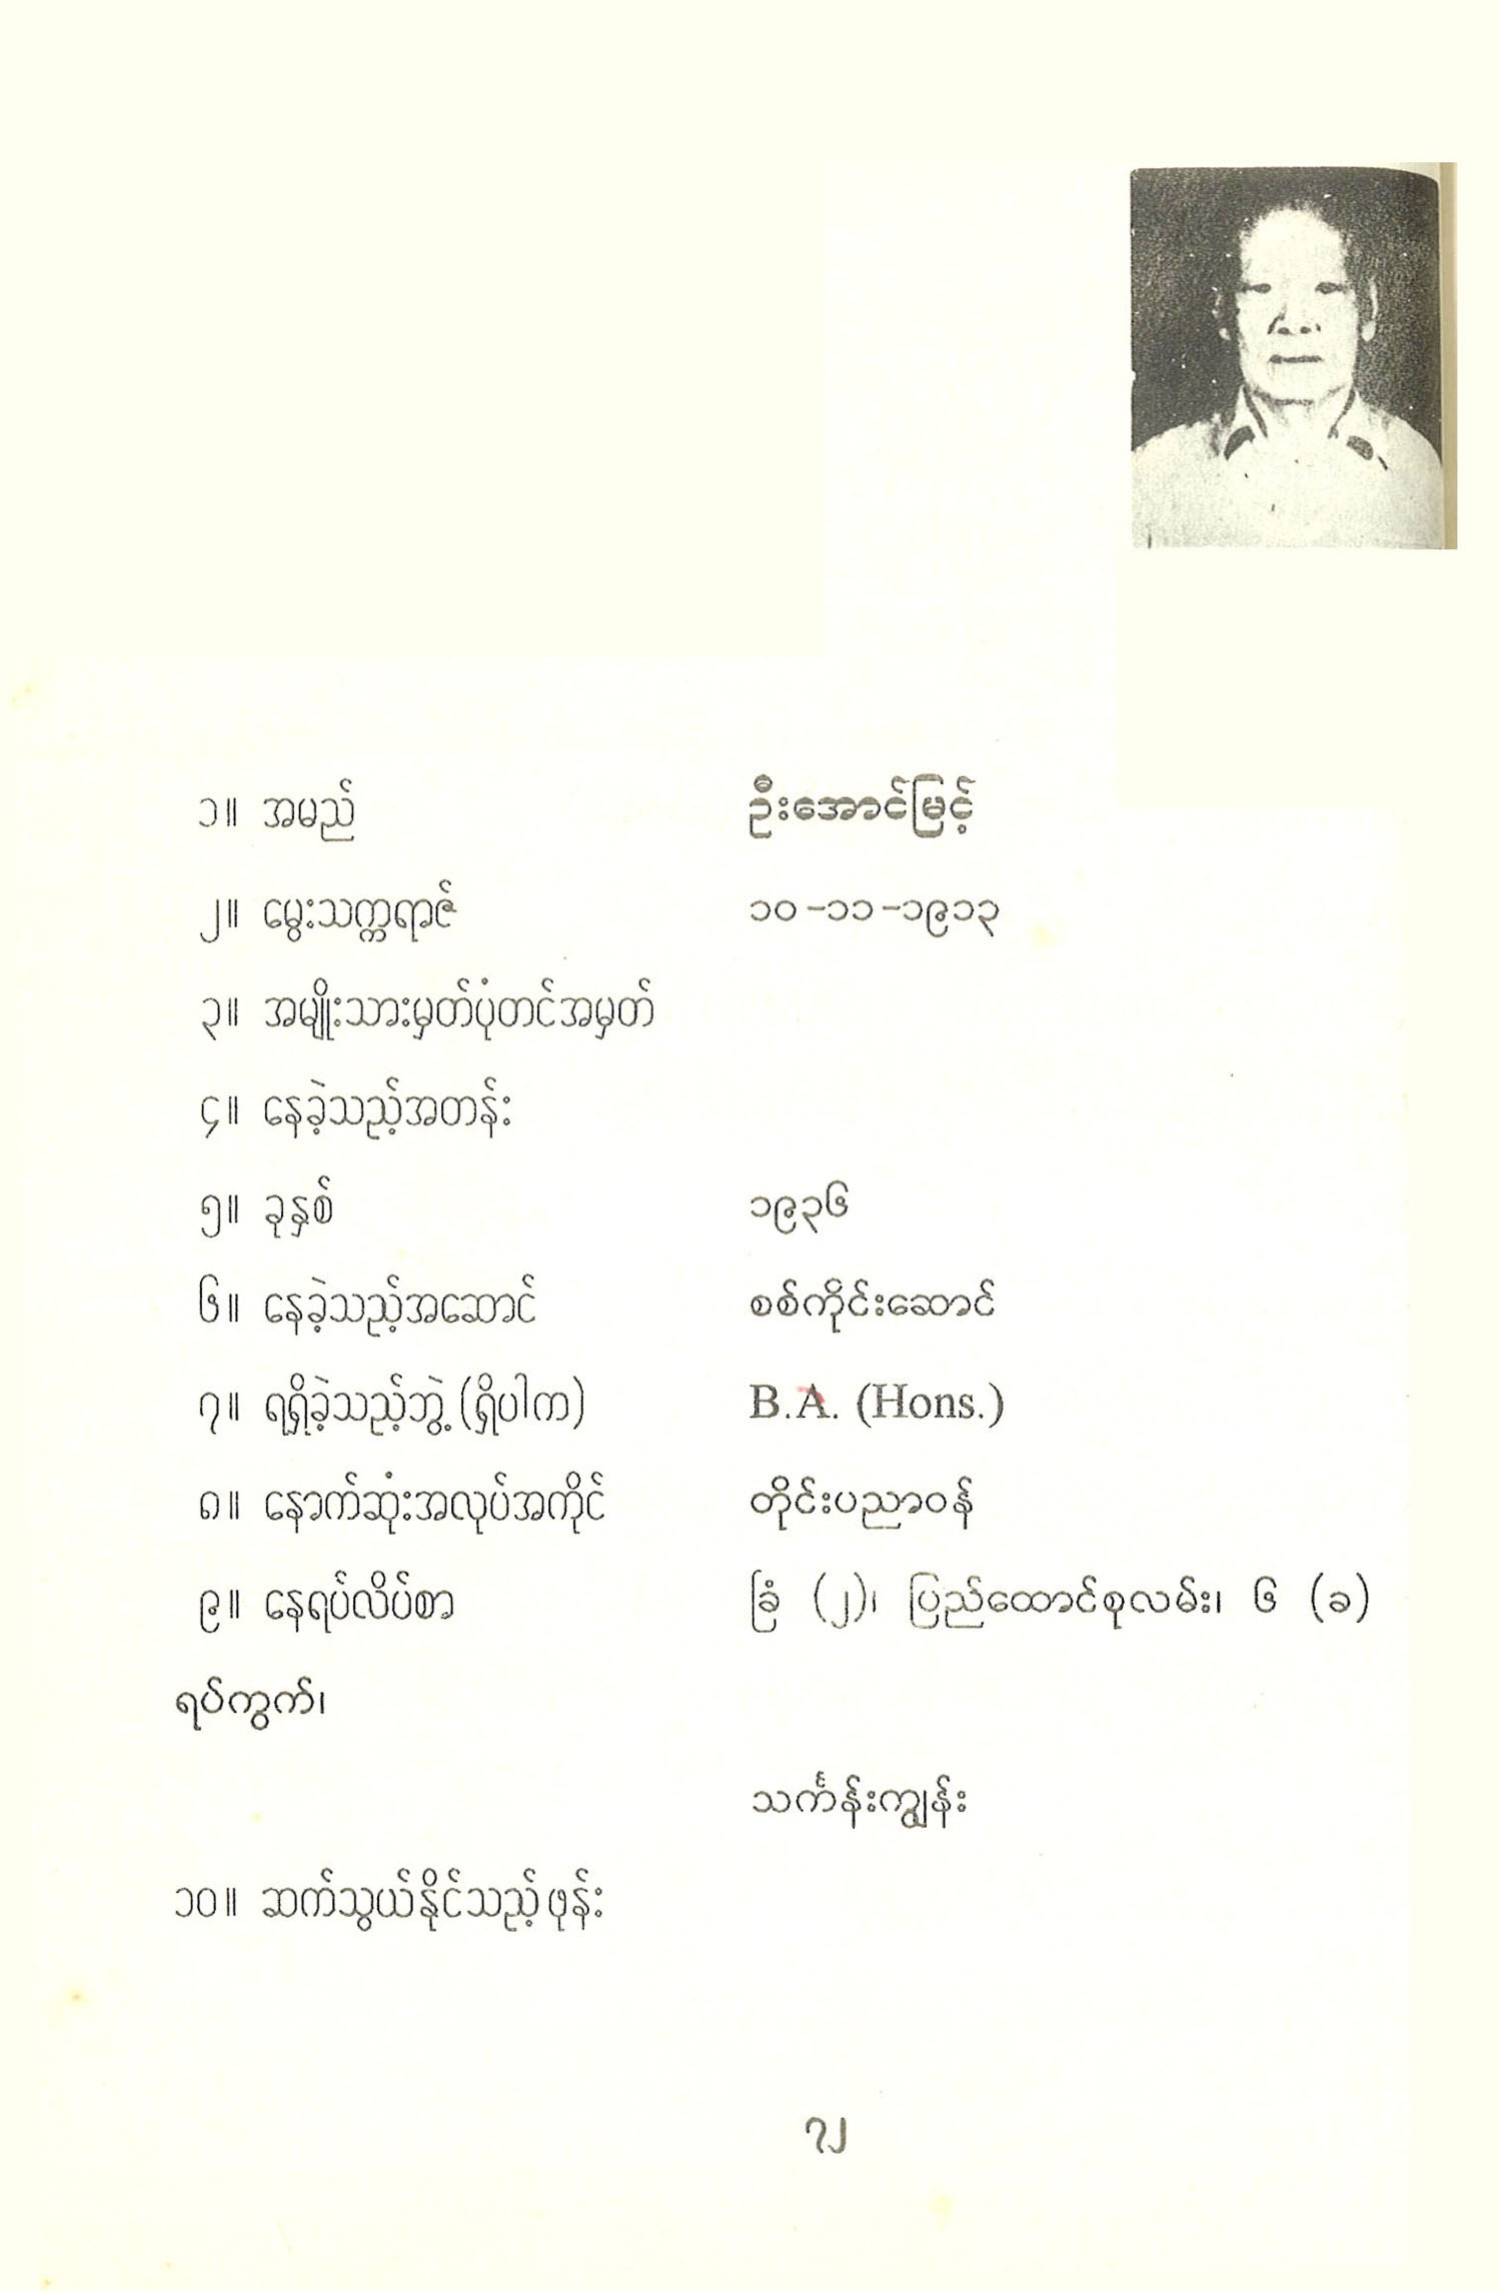 ၁။ အမည် ဦးအောင်မြင့်
၂။ မွေးသက္ကရာဇ် ၁၀-၁၁-၁၉၁၃
၃။ အမျိုးသားမှတ်ပုံတင်အမှတ်
၄။ နေခဲ့သည့်အတန်း
၅။ ခုနှစ် ၁၉၃၆
၆။ နေခဲ့သည့်အဆောင် စစ်ကိုင်းဆောင်
၇။ ရရှိခဲ့သည့်ဘွဲ့ (ရှိပါက) B.A. (Hons.)
၈။ နောက်ဆုံးအလုပ်အကိုင် တိုင်းပညာဝန်
၉။ နေရပ်လိပ်စာ ခြံ (၂)၊ ပြည်ထောင်စုလမ်း၊ ၆ (ခ)
ရပ်ကွက်၊
သင်္ကန်းကျွန်း
၁၀။ ဆက်သွယ်နိုင်သည့်ဖုန်း
၇၂